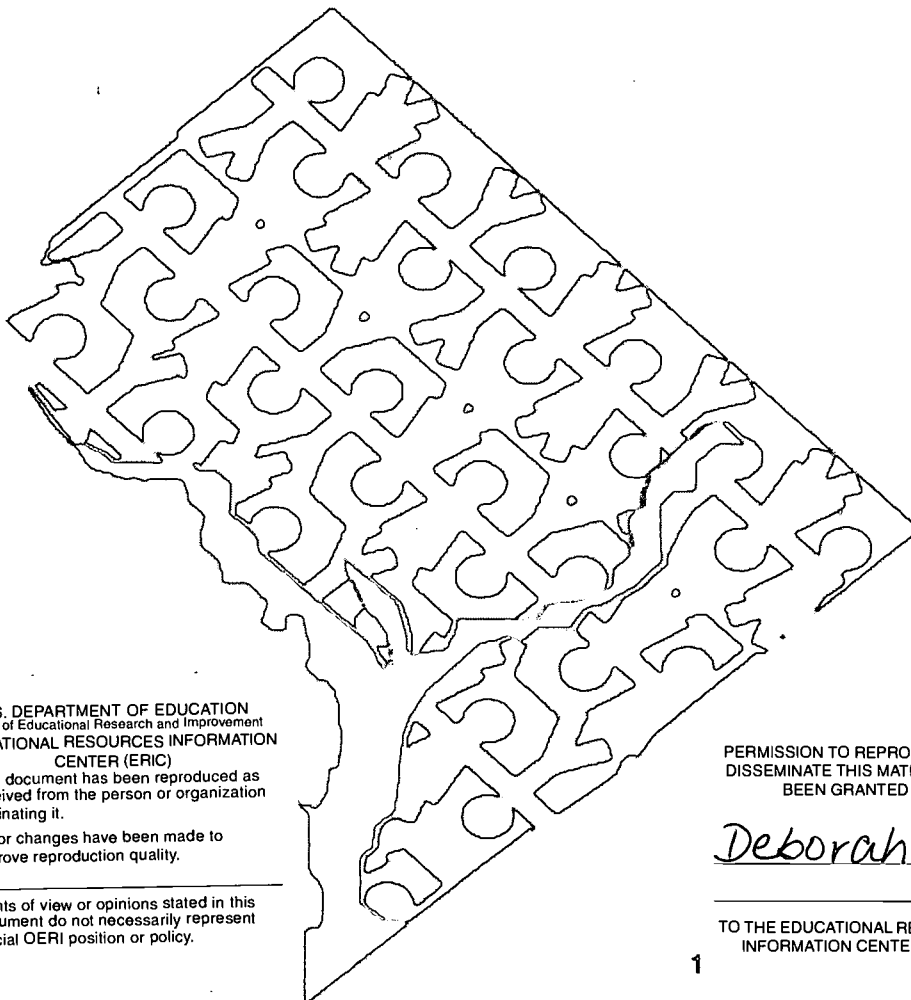 . DEPARTMENT OF EDUCATION
of Educational Research and Improvement
ATIONAL RESOURCES INFORMATION
CENTER (ERIC)
document has been reproduced as
ived from the person or organization
inating it.
or changes have been made to
rove reproduction quality.
nts of view or opinions stated in this
ument do not necessarily represent
cial OERI position or policy.
PERMISSION TO REPRO
DISSEMINATE THIS MAT
BEEN GRANTED
Deborah
TO THE EDUCATIONAL RE
INFORMATION CENTE
1